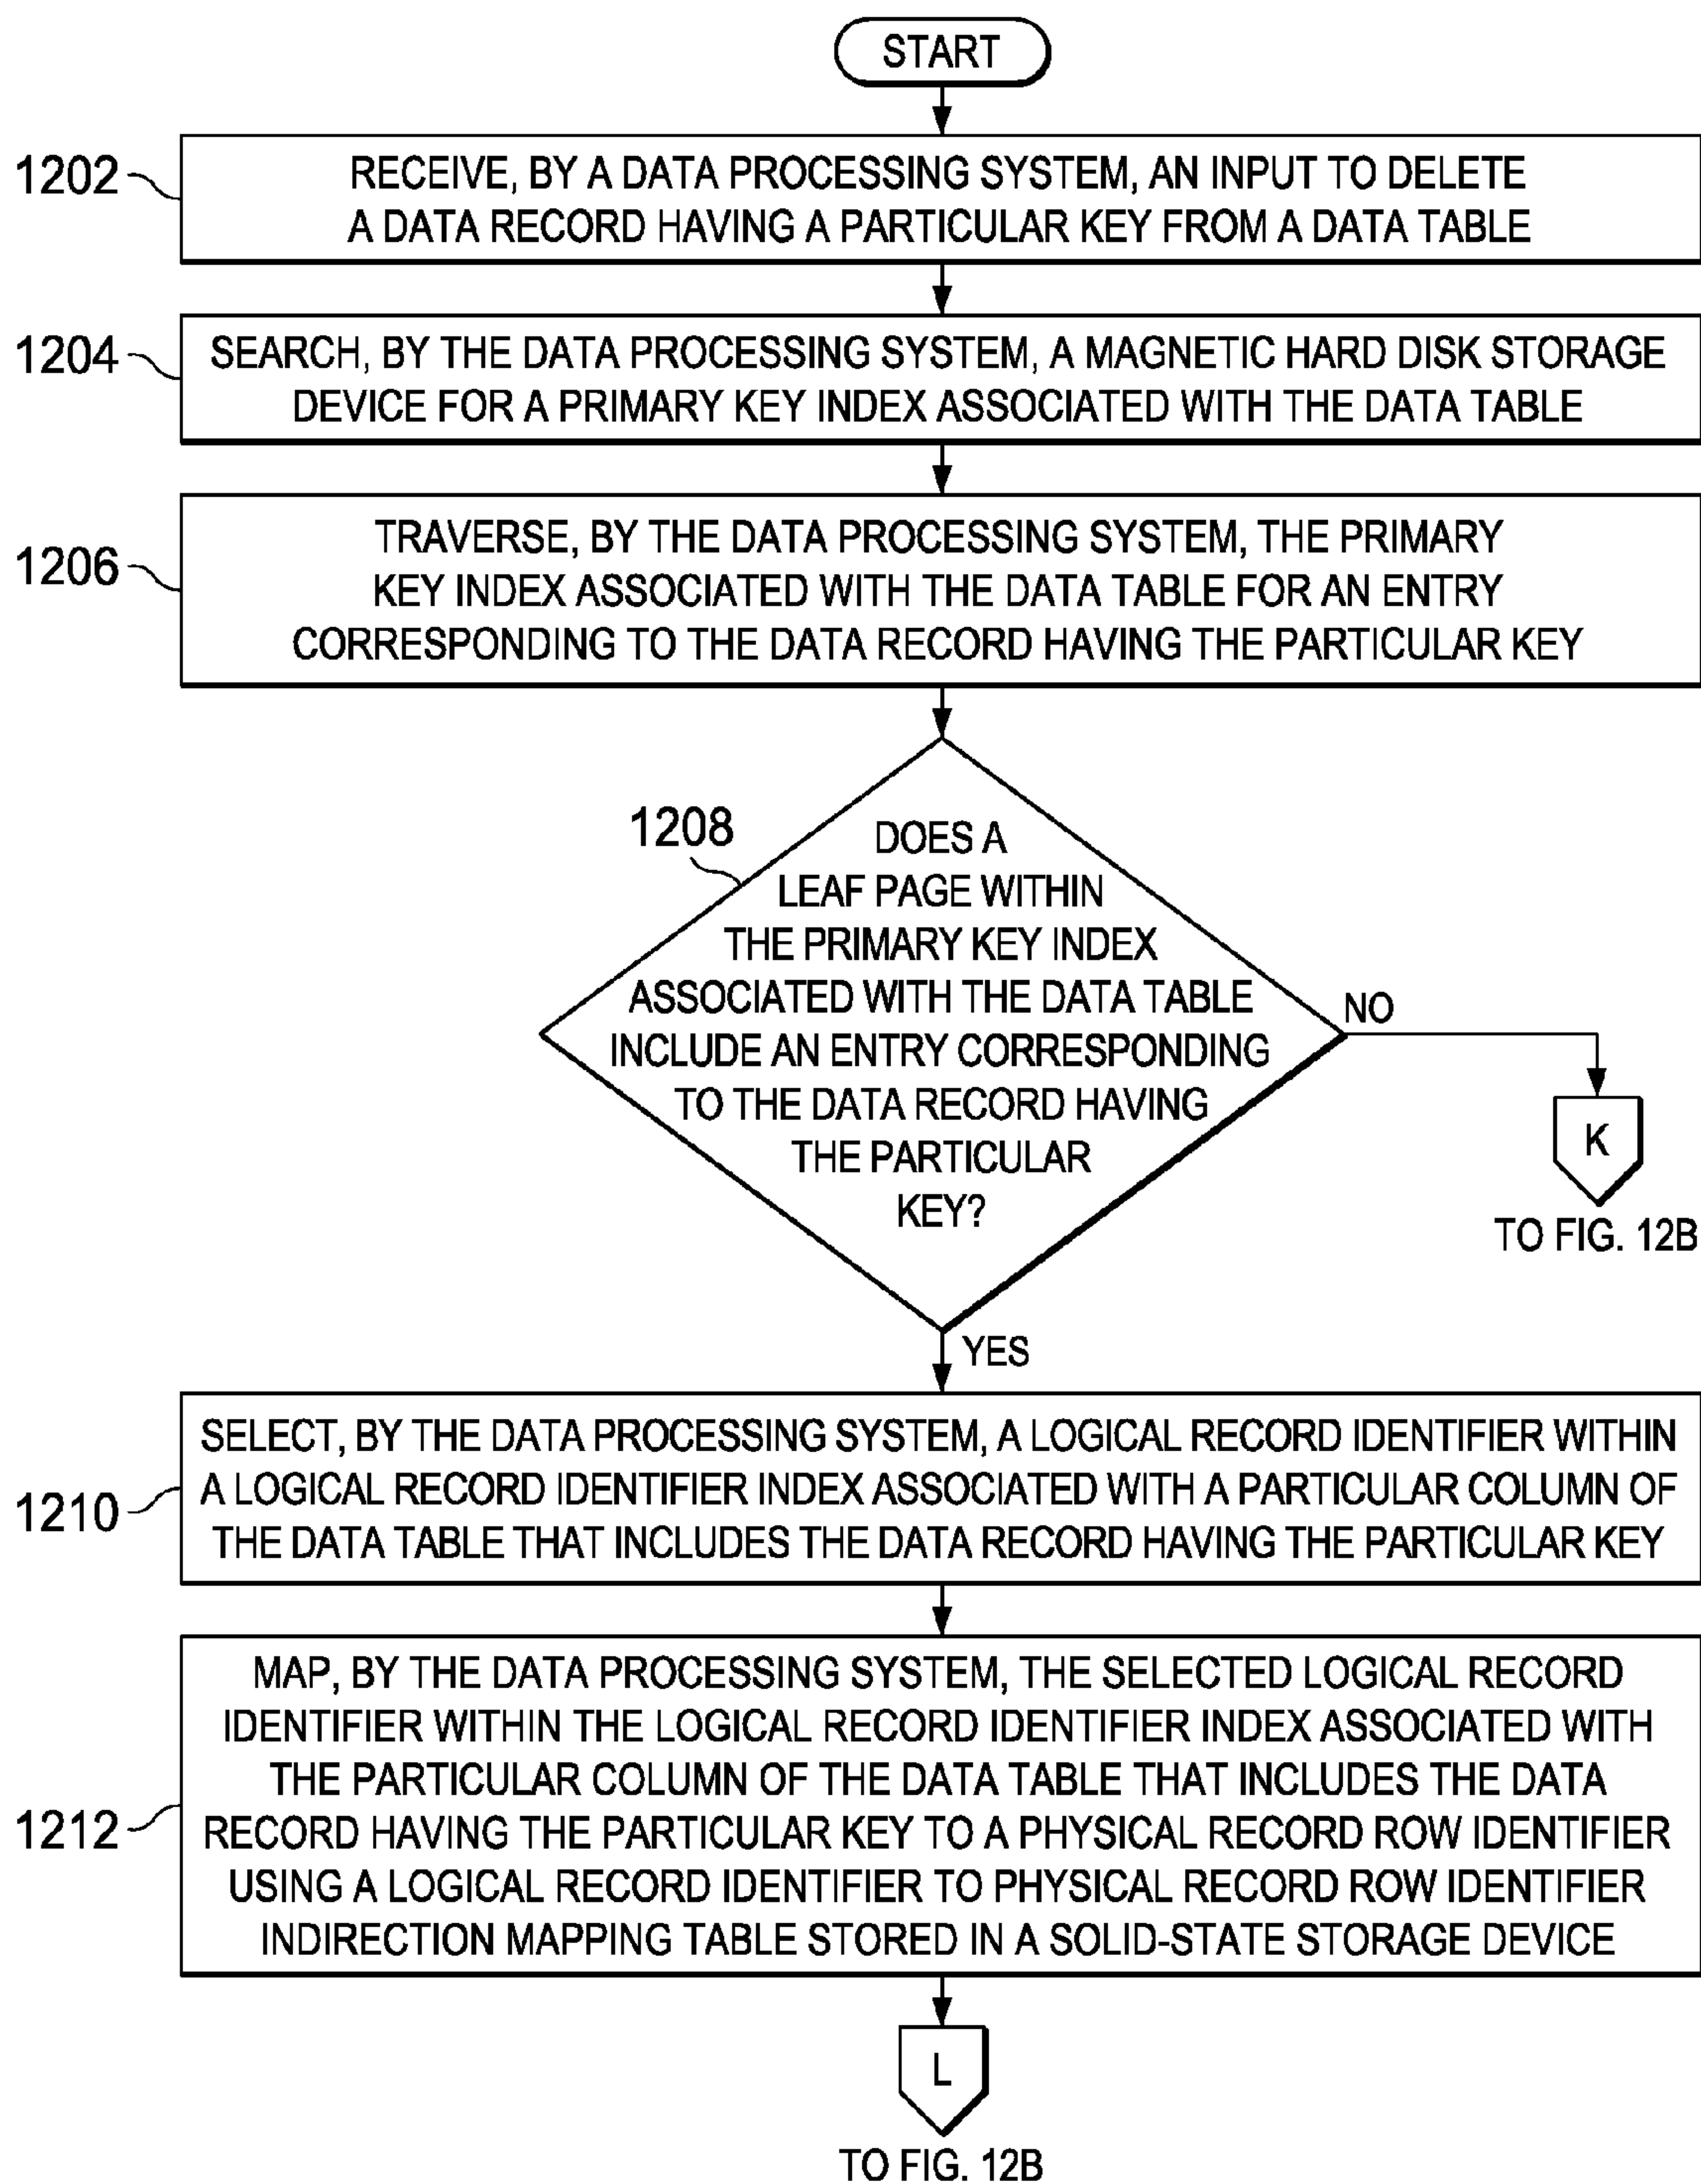 START
1202
RECEIVE, BY A DATA PROCESSING SYSTEM, AN INPUT TO DELETE
A DATA RECORD HAVING A PARTICULAR KEY FROM A DATA TABLE
1204
SEARCH, BY THE DATA PROCESSING SYSTEM, A MAGNETIC HARD DISK STORAGE
DEVICE FOR A PRIMARY KEY INDEX ASSOCIATED WITH THE DATA TABLE
1206
TRAVERSE, BY THE DATA PROCESSING SYSTEM, THE PRIMARY
KEY INDEX ASSOCIATED WITH THE DATA TABLE FOR AN ENTRY
CORRESPONDING TO THE DATA RECORD HAVING THE PARTICULAR KEY
1208
DOES A
LEAF PAGE WITHIN
THE PRIMARY KEY INDEX
ASSOCIATED WITH THE DATA TABLE
INCLUDE AN ENTRY CORRESPONDING
TO THE DATA RECORD HAVING
THE PARTICULAR
KEY?
NO
K
TO FIG. 12B
YES
1210
SELECT, BY THE DATA PROCESSING SYSTEM, A LOGICAL RECORD IDENTIFIER WITHIN
A LOGICAL RECORD IDENTIFIER INDEX ASSOCIATED WITH A PARTICULAR COLUMN OF
THE DATA TABLE THAT INCLUDES THE DATA RECORD HAVING THE PARTICULAR KEY
1212
MAP, BY THE DATA PROCESSING SYSTEM, THE SELECTED LOGICAL RECORD
IDENTIFIER WITHIN THE LOGICAL RECORD IDENTIFIER INDEX ASSOCIATED WITH
THE PARTICULAR COLUMN OF THE DATA TABLE THAT INCLUDES THE DATA
RECORD HAVING THE PARTICULAR KEY TO A PHYSICAL RECORD ROW IDENTIFIER
USING A LOGICAL RECORD IDENTIFIER TO PHYSICAL RECORD ROW IDENTIFIER
INDIRECTION MAPPING TABLE STORED IN A SOLID-STATE STORAGE DEVICE
L
TO FIG. 12B